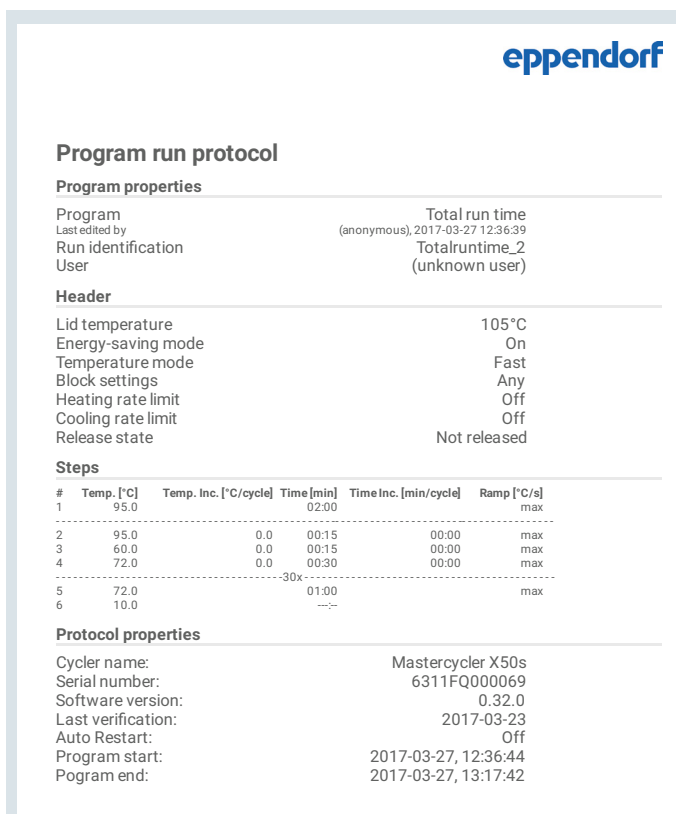 eppendorf
Program run protocol
Program properties
Program Total run time
Last edited by (anonymous), 2017-03-27 12:36:39
Run identification Totalruntime_2
User (unknown user)
Header
Lid temperature 105°C
Energy-saving mode On
Temperature mode Fast
Block settings Any
Heating rate limit Off
Cooling rate limit Off
Release state Not released
Steps
# Temp. [°C] Temp. Inc. [°C/cycle] Time [min] Time Inc. [min/cycle] Ramp [°C/s]
1 95.0 02:00 max
2 95.0 0.0 00:15 00:00 max
3 60.0 0.0 00:15 00:00 max
4 72.0 0.0 00:30 00:00 max
30x
5 72.0 01:00 max
6 10.0 ---:--
Protocol properties
Cycler name: Mastercycler X50s
Serial number: 6311FQ000069
Software version: 0.32.0
Last verification: 2017-03-23
Auto Restart: Off
Program start: 2017-03-27, 12:36:44
Pogram end: 2017-03-27, 13:17:42